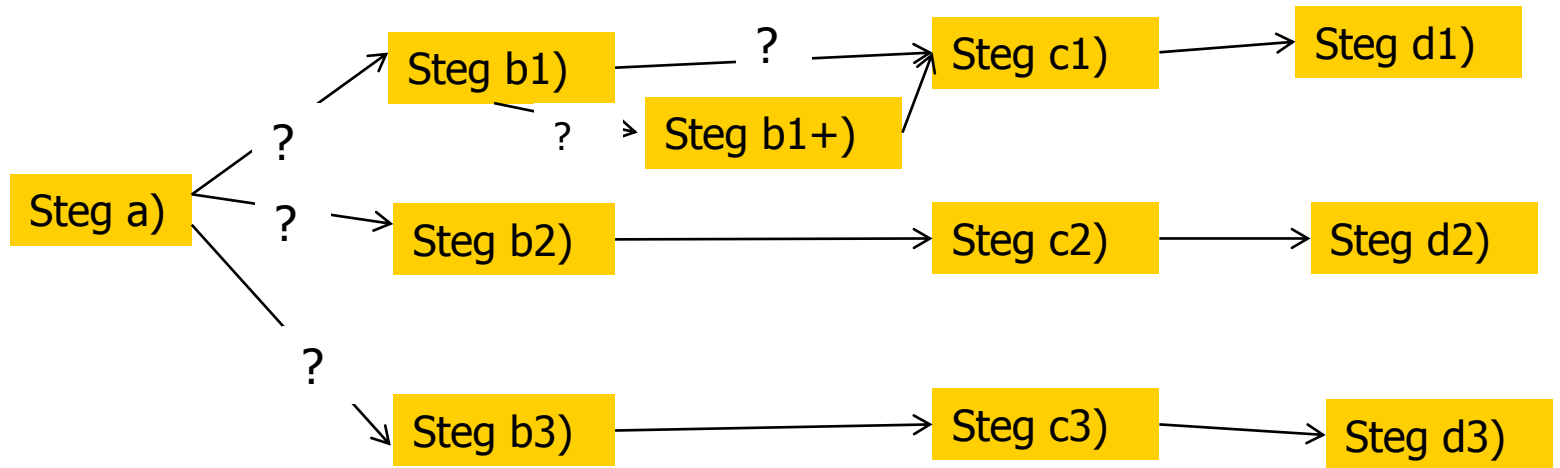 ?
Steg b1)
Steg c1)
Steg d1)
?
?
Steg b1+)
Steg a)
?
Steg b2)
Steg c2)
Steg d2)
?
Steg b3)
Steg c3)
Steg d3)